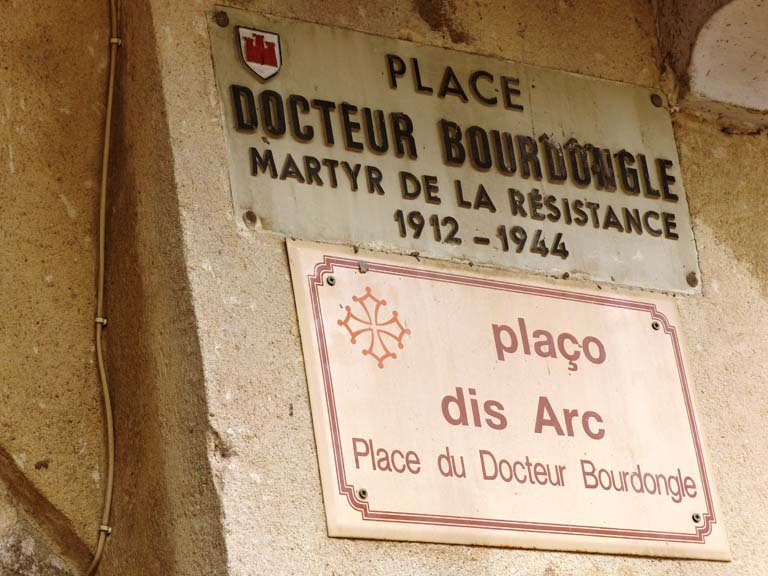 PLACE
DOCTEUR BOURDONGLE
MARTYR DE LA RÉSISTANCE
1912 - 1944
plaço
dis Arc
Place du Docteur Bourdongle